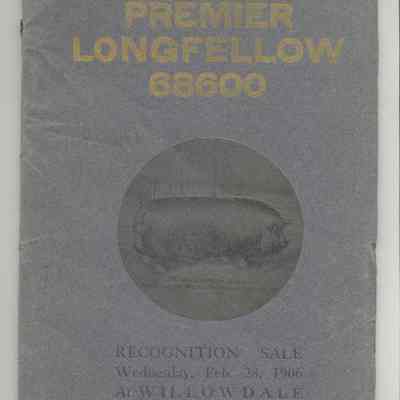 PREMIER
LONGFELLOW
68600
RECOGNITION SALE
Wednesday, Feb. 28, 1906
At WILLOWDALE